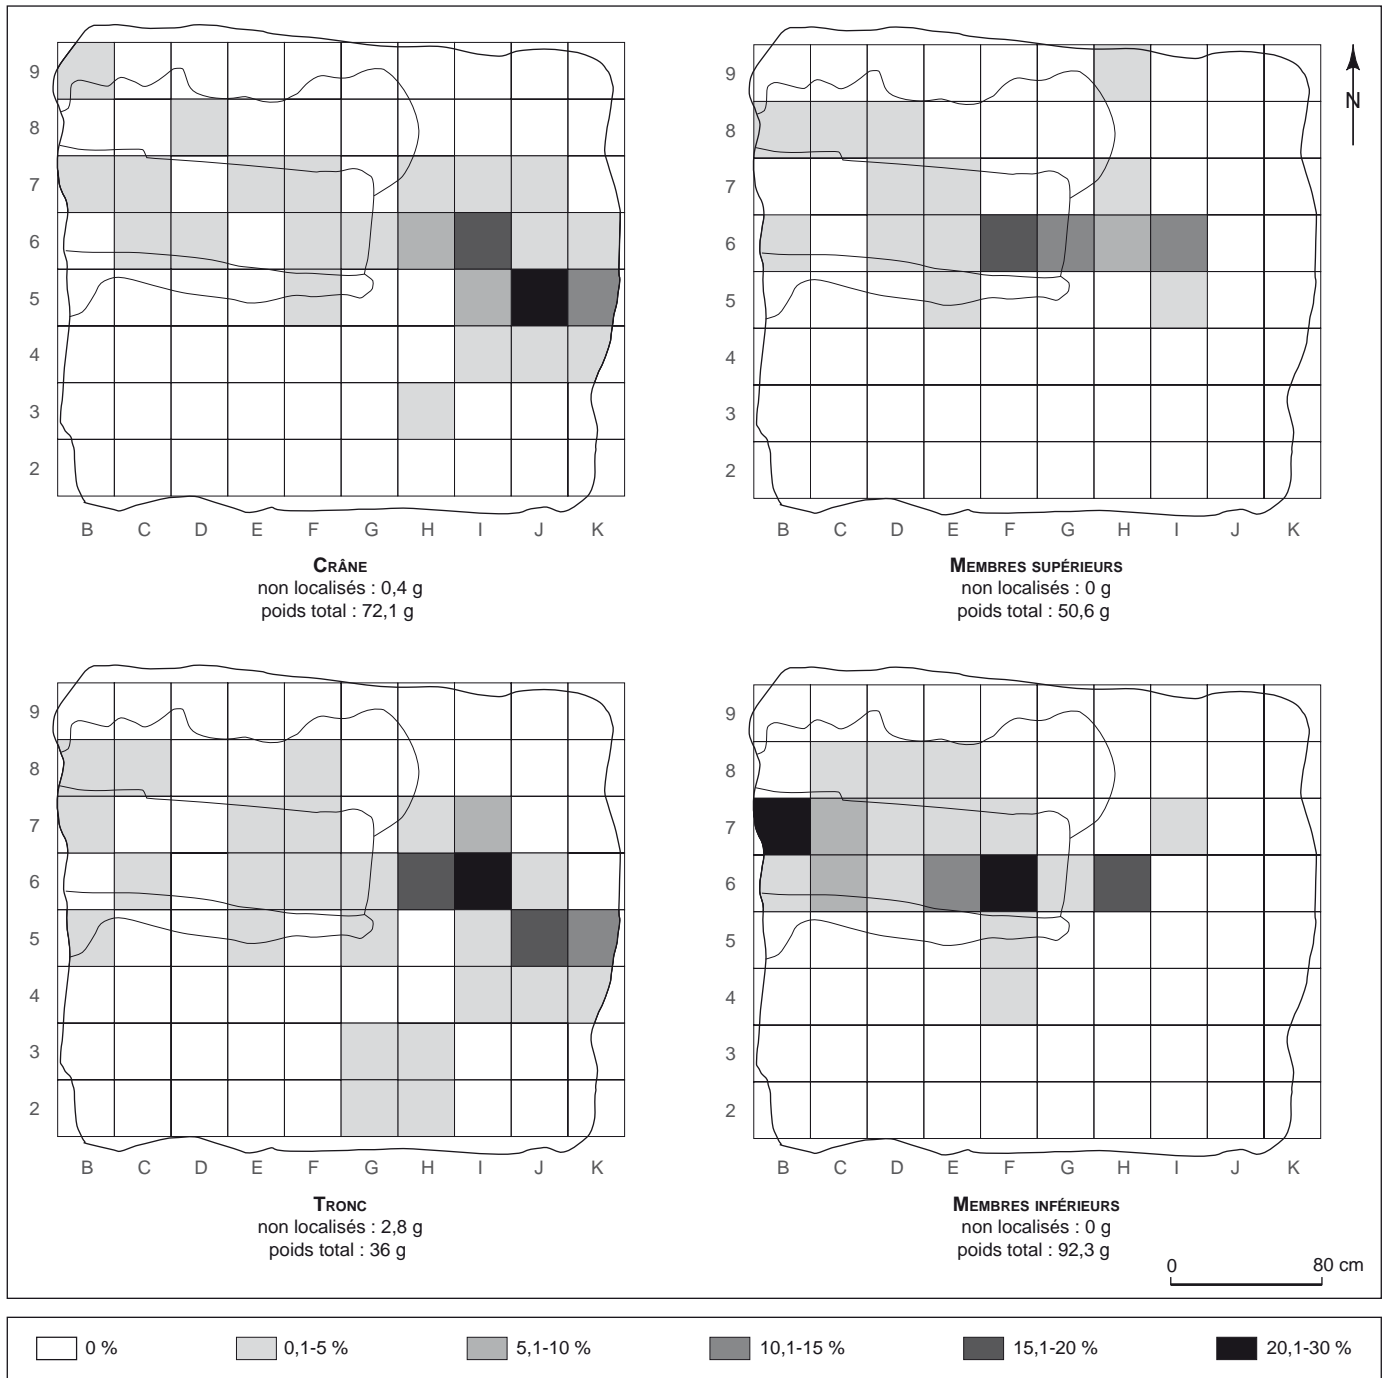 9
8
7
6
5
4
3
2
B C D E F G H I J K
CRÂNE
non localisés : 0,4 g
poids total : 72,1 g
N
9
8
7
6
5
4
3
2
B C D E F G H I J K
MEMBRES SUPÉRIEURS
non localisés : 0 g
poids total : 50,6 g
9
8
7
6
5
4
3
2
B C D E F G H I J K
TRONC
non localisés : 2,8 g
poids total : 36 g
9
8
7
6
5
4
3
2
B C D E F G H I J K
MEMBRES INFÉRIEURS
non localisés : 0 g
poids total : 92,3 g
0 80 cm
0 % 0,1-5 % 5,1-10 % 10,1-15 % 15,1-20 % 20,1-30 %